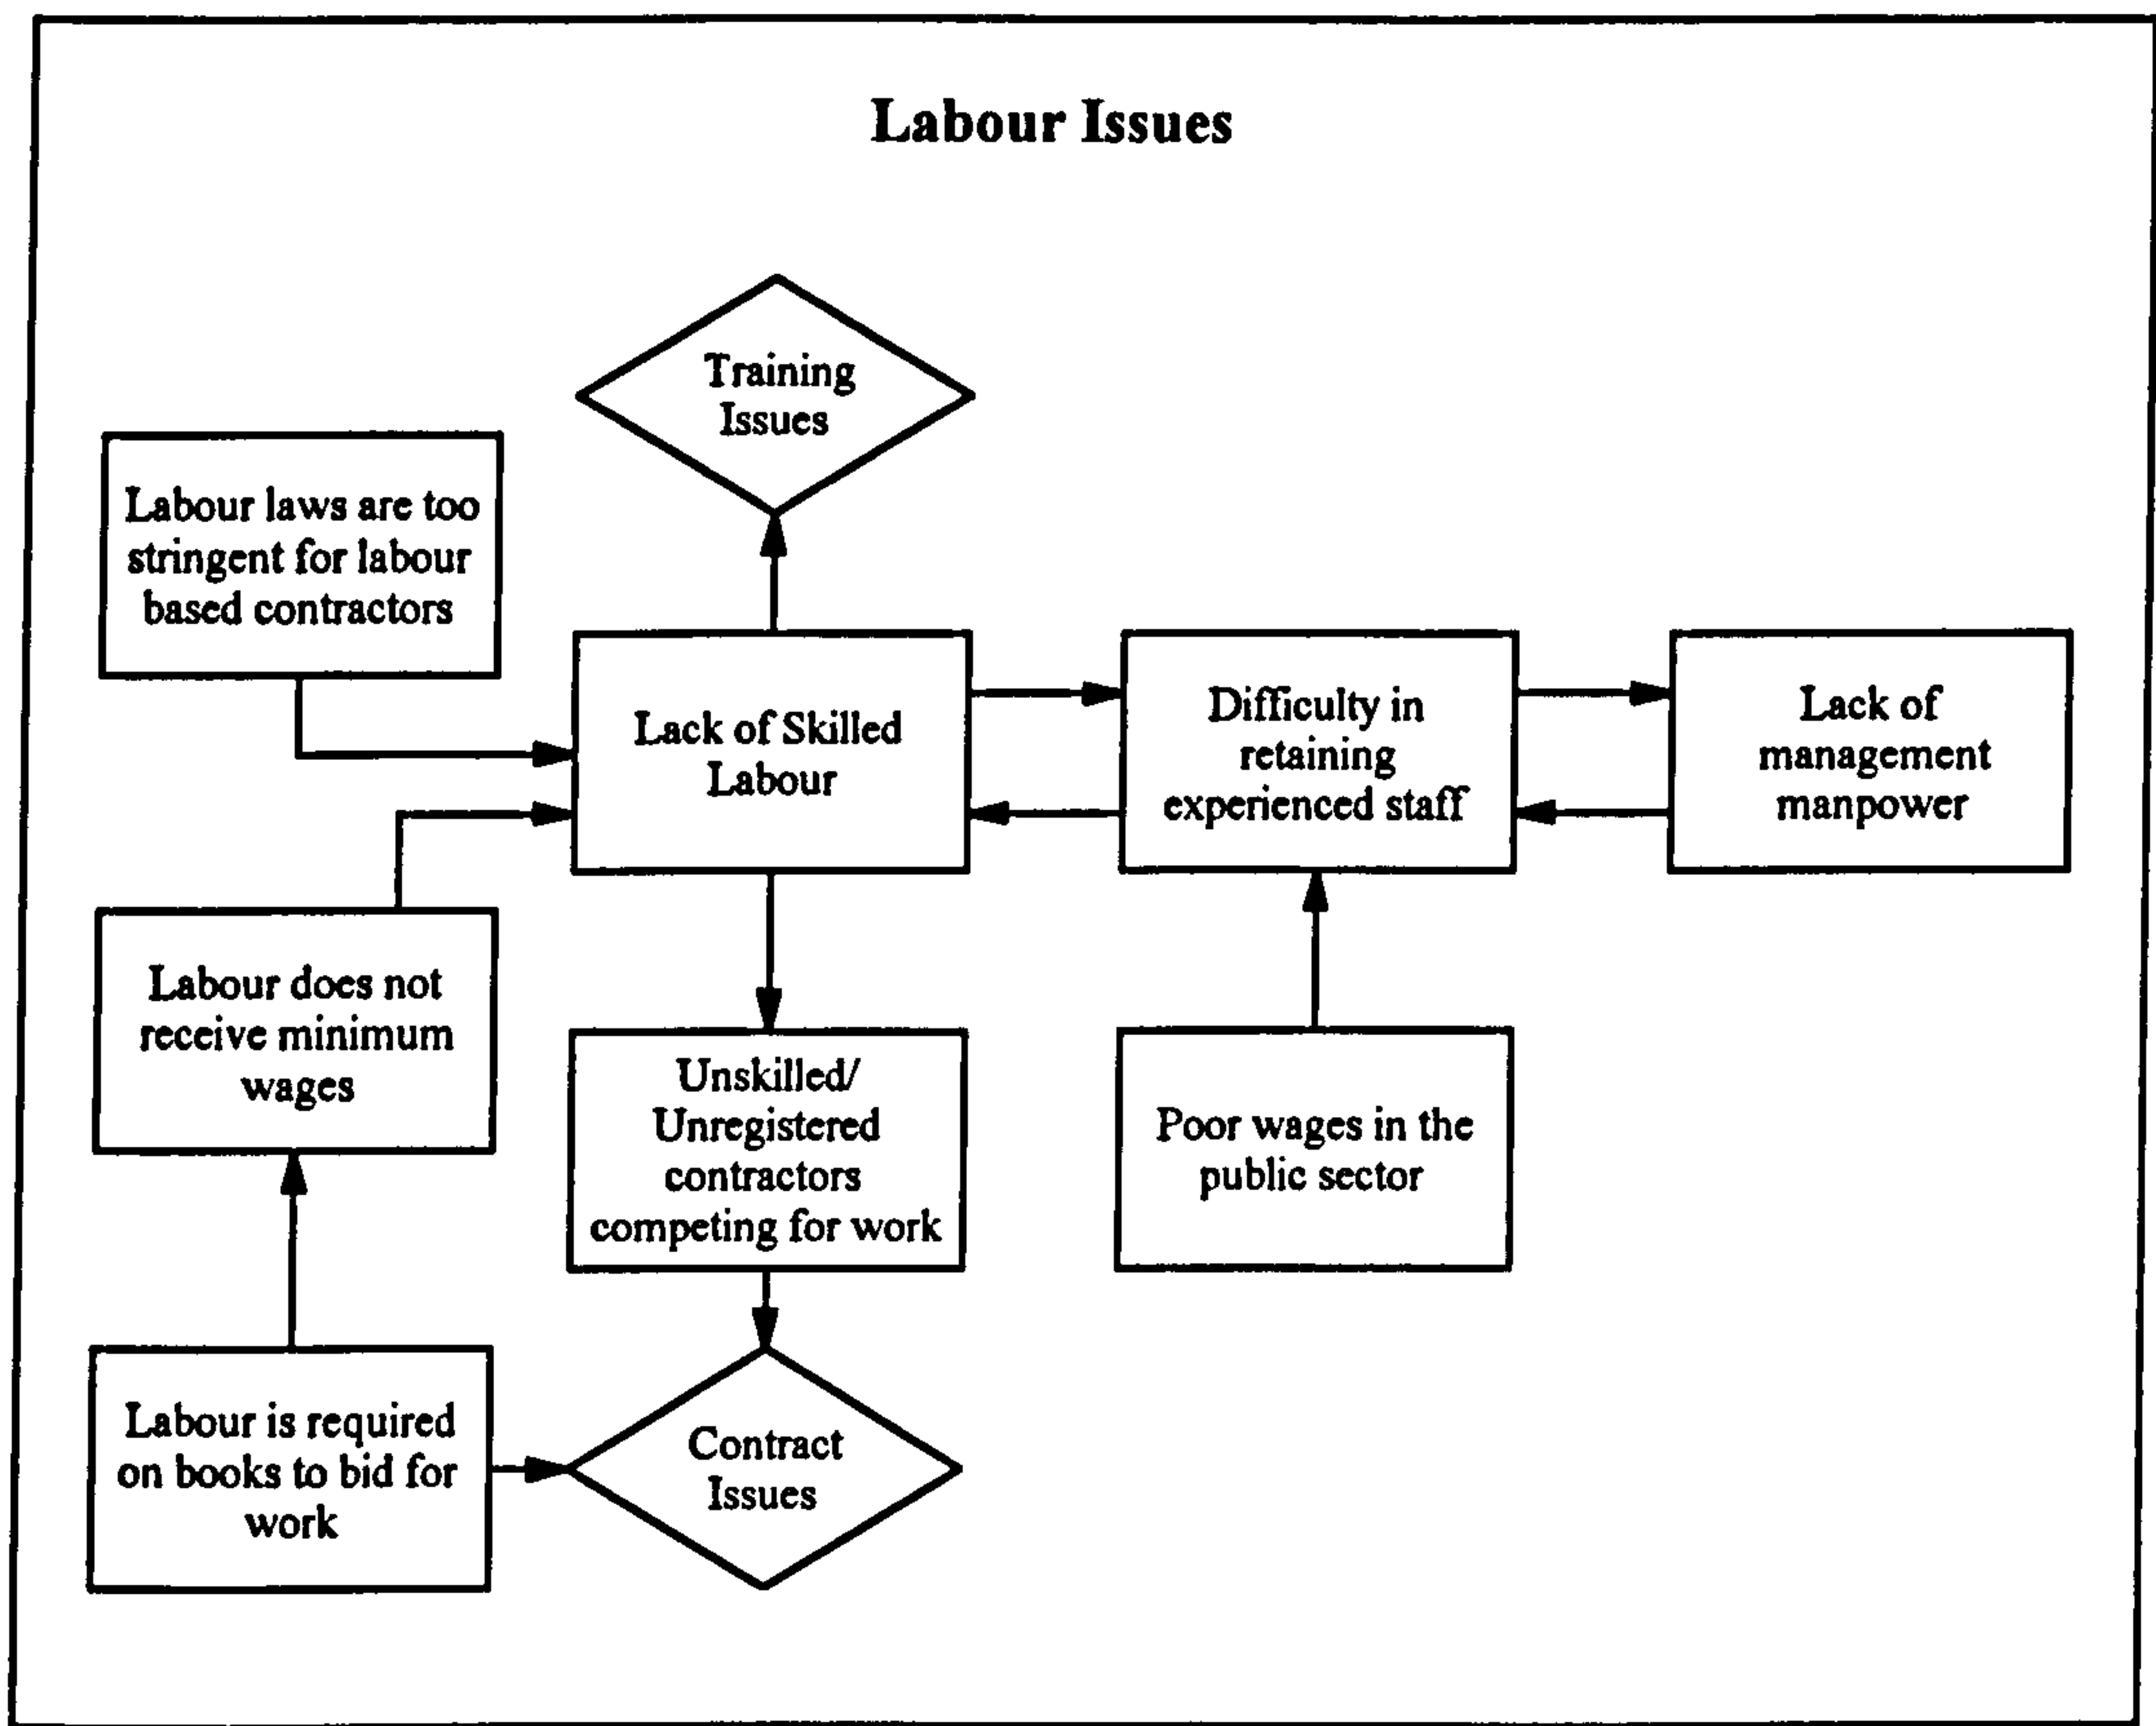 Labour Issues
Training
Issues
Labour laws are too
stringent for labour
based contractors
Lack of Skilled
Labour
Difficulty in
retaining
experienced staff
Lack of
management
manpower
Labour does not
receive minimum
wages
Unskilled/
Unregistered
contractors
competing for work
Poor wages in the
public sector
Labour is required
on books to bid for
work
Contract
Issues